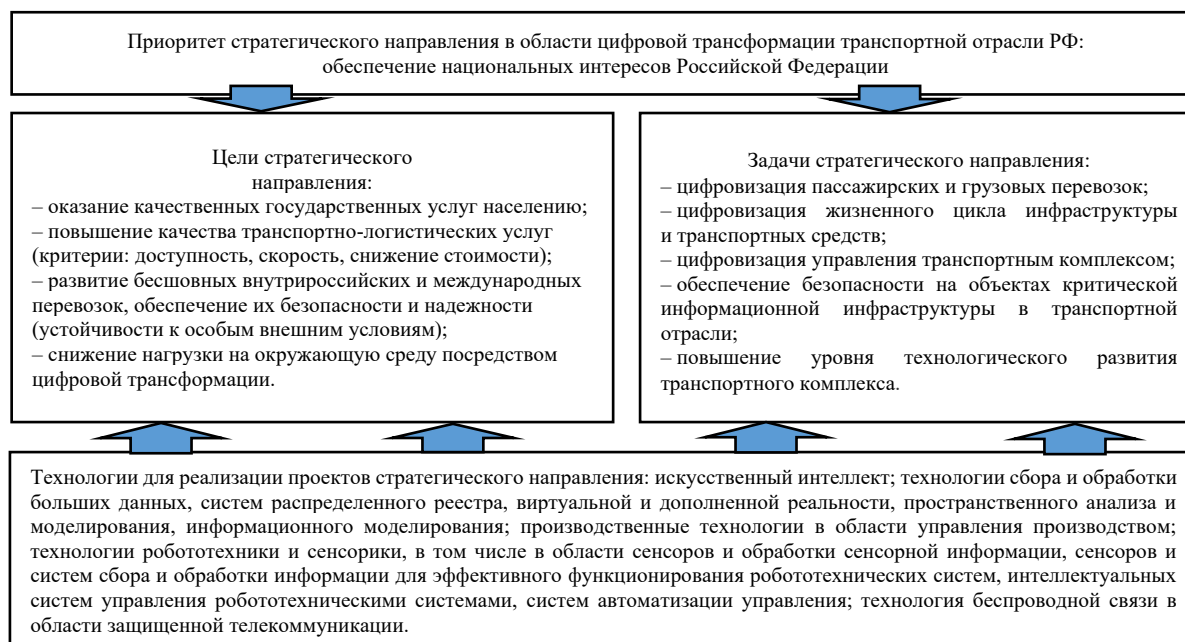 Приоритет стратегического направления в области цифровой трансформации транспортной отрасли РФ:
обеспечение национальных интересов Российской Федерации
Цели стратегического
направления:
– оказание качественных государственных услуг населению;
– повышение качества транспортно-логистических услуг
(критерии: доступность, скорость, снижение стоимости);
– развитие бесшовных внутрироссийских и международных
перевозок, обеспечение их безопасности и надежности
(устойчивости к особым внешним условиям);
– снижение нагрузки на окружающую среду посредством
цифровой трансформации.
Задачи стратегического направления:
– цифровизация пассажирских и грузовых перевозок;
– цифровизация жизненного цикла инфраструктуры
и транспортных средств;
– цифровизация управления транспортным комплексом;
– обеспечение безопасности на объектах критической
информационной инфраструктуры в транспортной
отрасли;
– повышение уровня технологического развития
транспортного комплекса.
Технологии для реализации проектов стратегического направления: искусственный интеллект; технологии сбора и обработки
больших данных, систем распределенного реестра, виртуальной и дополненной реальности, пространственного анализа и
моделирования, информационного моделирования; производственные технологии в области управления производством;
технологии робототехники и сенсорики, в том числе в области сенсоров и обработки сенсорной информации, сенсоров и
систем сбора и обработки информации для эффективного функционирования робототехнических систем, интеллектуальных
систем управления робототехническими системами, систем автоматизации управления; технология беспроводной связи в
области защищенной телекоммуникации.